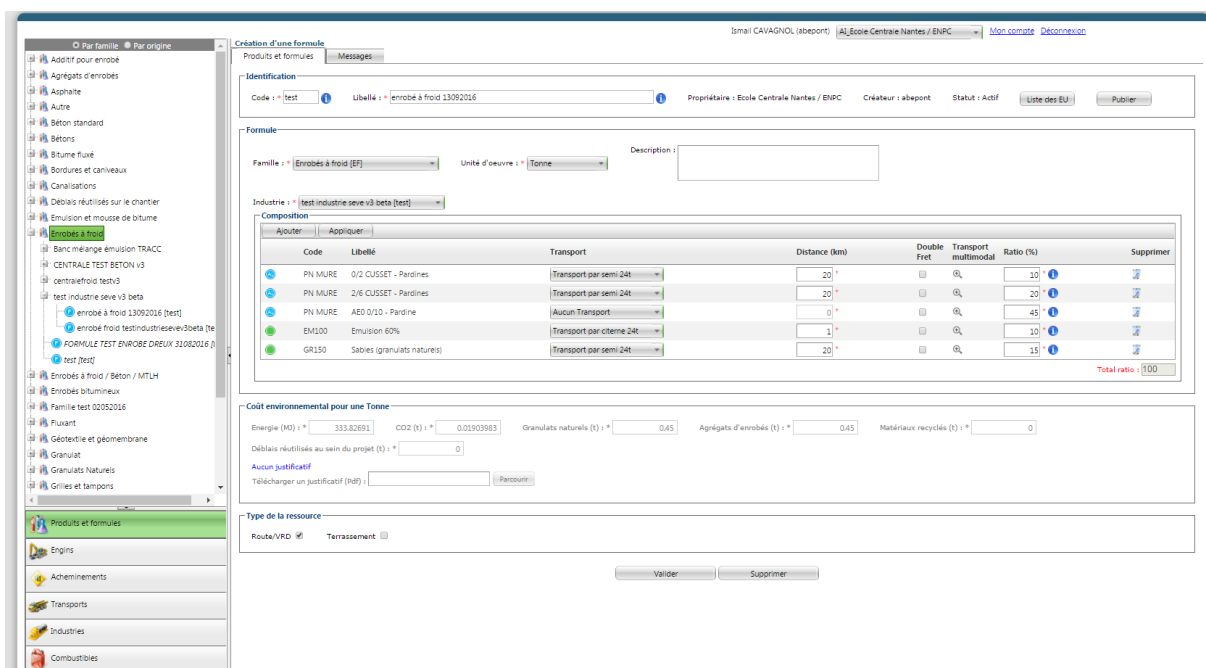 Ismail CAVAGNOL (abepont) AI_Ecole Centrale Nantes / ENPC Mon compte Déconnexion
Par famille Par origine
Additif pour enrobé
Agrégats d'enrobés
Asphalte
Autre
Béton standard
Bétons
Bitume fluxé
Bordures et caniveaux
Canalisations
Déblais réutilisés sur le chantier
Emulsion et mousse de bitume
Enrobés à froid
Banc mélange émulsion TRACC
CENTRALE TEST BETON v3
centralefroid testv3
test industrie seve v3 beta
enrobé à froid 13092016 [test]
enrobé froid testindustriesevev3beta [te
FORMULE TEST ENROBE DREUX 31082016 [
test [test]
Enrobés à froid / Béton / MTLH
Enrobés bitumineux
Famille test 02052016
Fluxant
Géotextile et géomembrane
Granulat
Granulats Naturels
Grilles et tampons
Produits et formules
Engins
Acheminements
Transports
Industries
Combustibles
Création d'une formule
Produits et formules Messages
Identification
Code : * test Libellé : * enrobé à froid 13092016 Propriétaire : Ecole Centrale Nantes / ENPC Créateur : abepont Statut : Actif Liste des EU Publier
Formule
Description :
Famille : * Enrobés à froid [EF] Unité d'oeuvre : * Tonne
Industrie : * test industrie seve v3 beta [test]
Composition
Ajouter Appliquer
Code Libellé Transport Distance (km) Double Fret Transport multimodal Ratio (%) Supprimer
PN MURE 0/2 CUSSET - Pardines Transport par semi 24t 20 * 10 *
PN MURE 2/6 CUSSET - Pardines Transport par semi 24t 20 * 20 *
PN MURE AE0 0/10 - Pardine Aucun Transport 0 * 45 *
EM100 Emulsion 60% Transport par citerne 24t 1 * 10 *
GR150 Sables (granulats naturels) Transport par semi 24t 20 * 15 *
Total ratio : 100
Coût environnemental pour une Tonne
Energie (MJ) : * 333.82691 CO2 (t) : * 0.01903983 Granulats naturels (t) : * 0.45 Agrégats d'enrobés (t) : * 0.45 Matériaux recyclés (t) : * 0
Déblais réutilisés au sein du projet (t) : * 0
Aucun justificatif
Télécharger un justificatif (Pdf) : Parcourir
Type de la ressource
Route/VRD Terrassement
Valider Supprimer